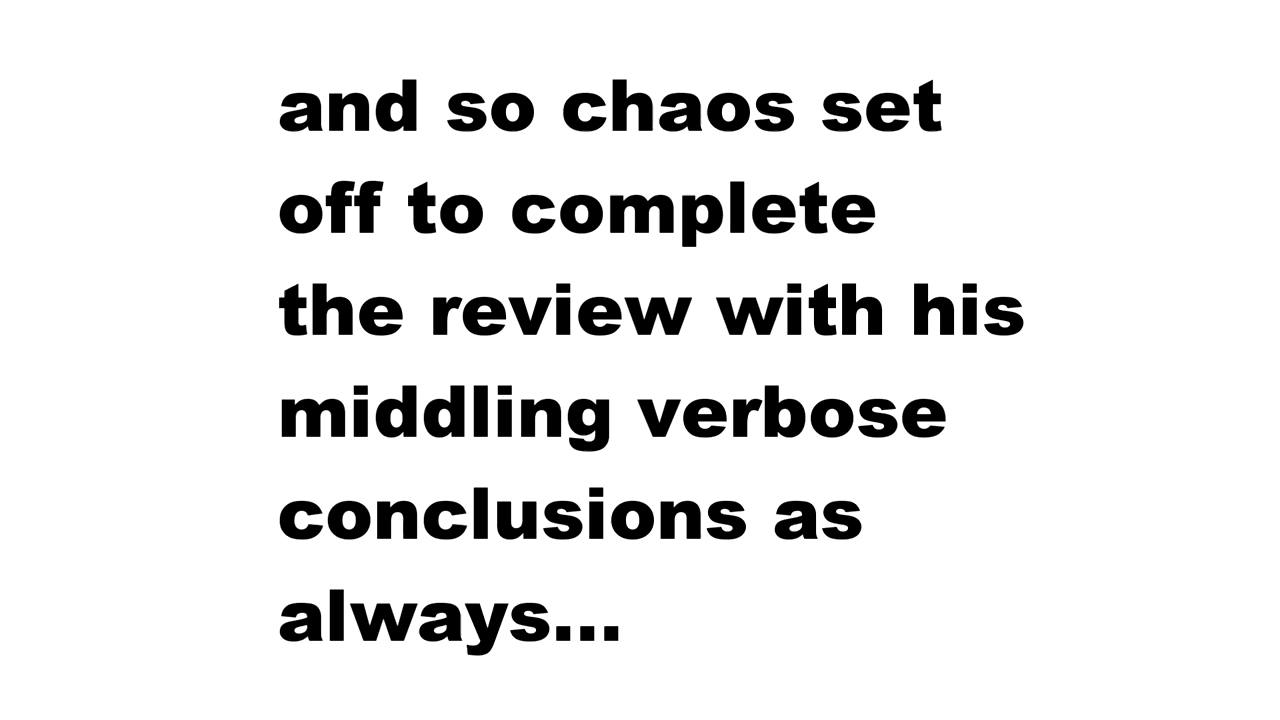 and so chaos set
off to complete
the review with his
middling verbose
conclusions as
always...